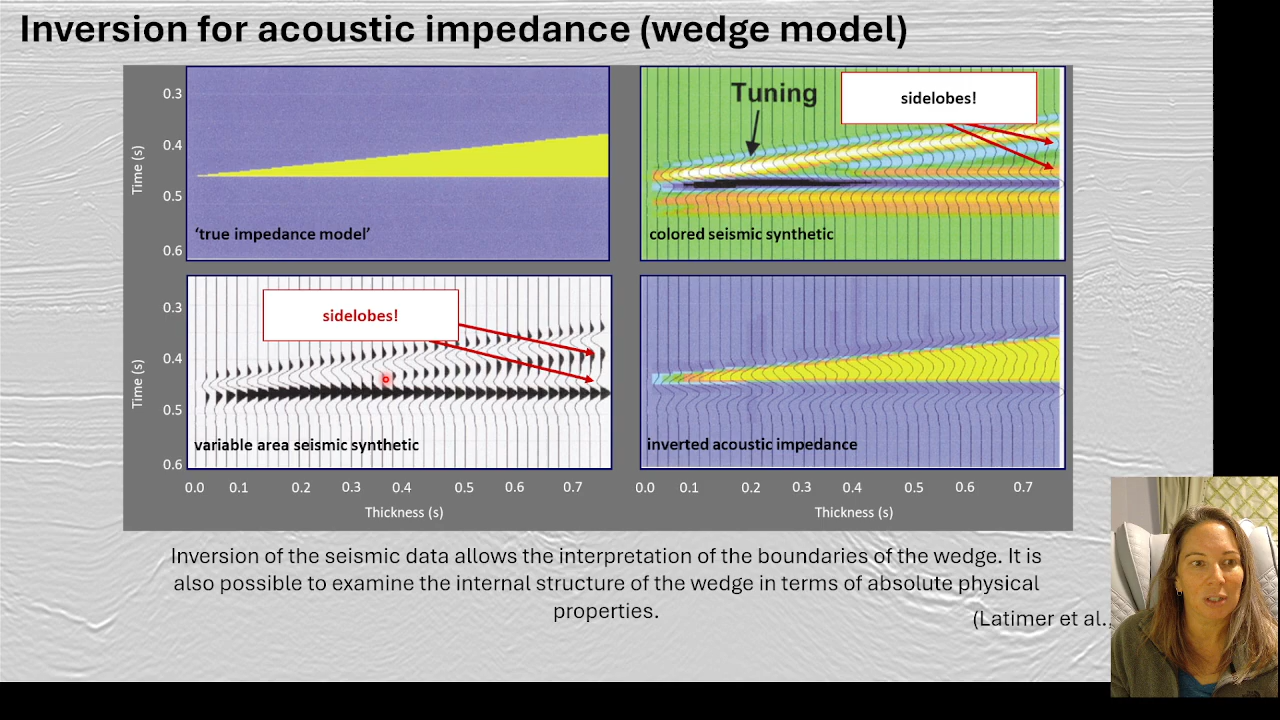 Inversion for acoustic impedance (wedge model)
0.3
0.4
0.5
0.6
Time (s)
'true impedance model'
Tuning
sidelobes!
colored seismic synthetic
0.3
0.4
0.5
0.6
Time (s)
sidelobes!
variable area seismic synthetic
inverted acoustic impedance
0.0 0.1 0.2 0.3 0.4 0.5 0.6 0.7
Thickness (s)
0.0 0.1 0.2 0.3 0.4 0.5 0.6 0.7
Thickness (s)
Inversion of the seismic data allows the interpretation of the boundaries of the wedge. It is
also possible to examine the internal structure of the wedge in terms of absolute physical
properties.
(Latimer et al.,